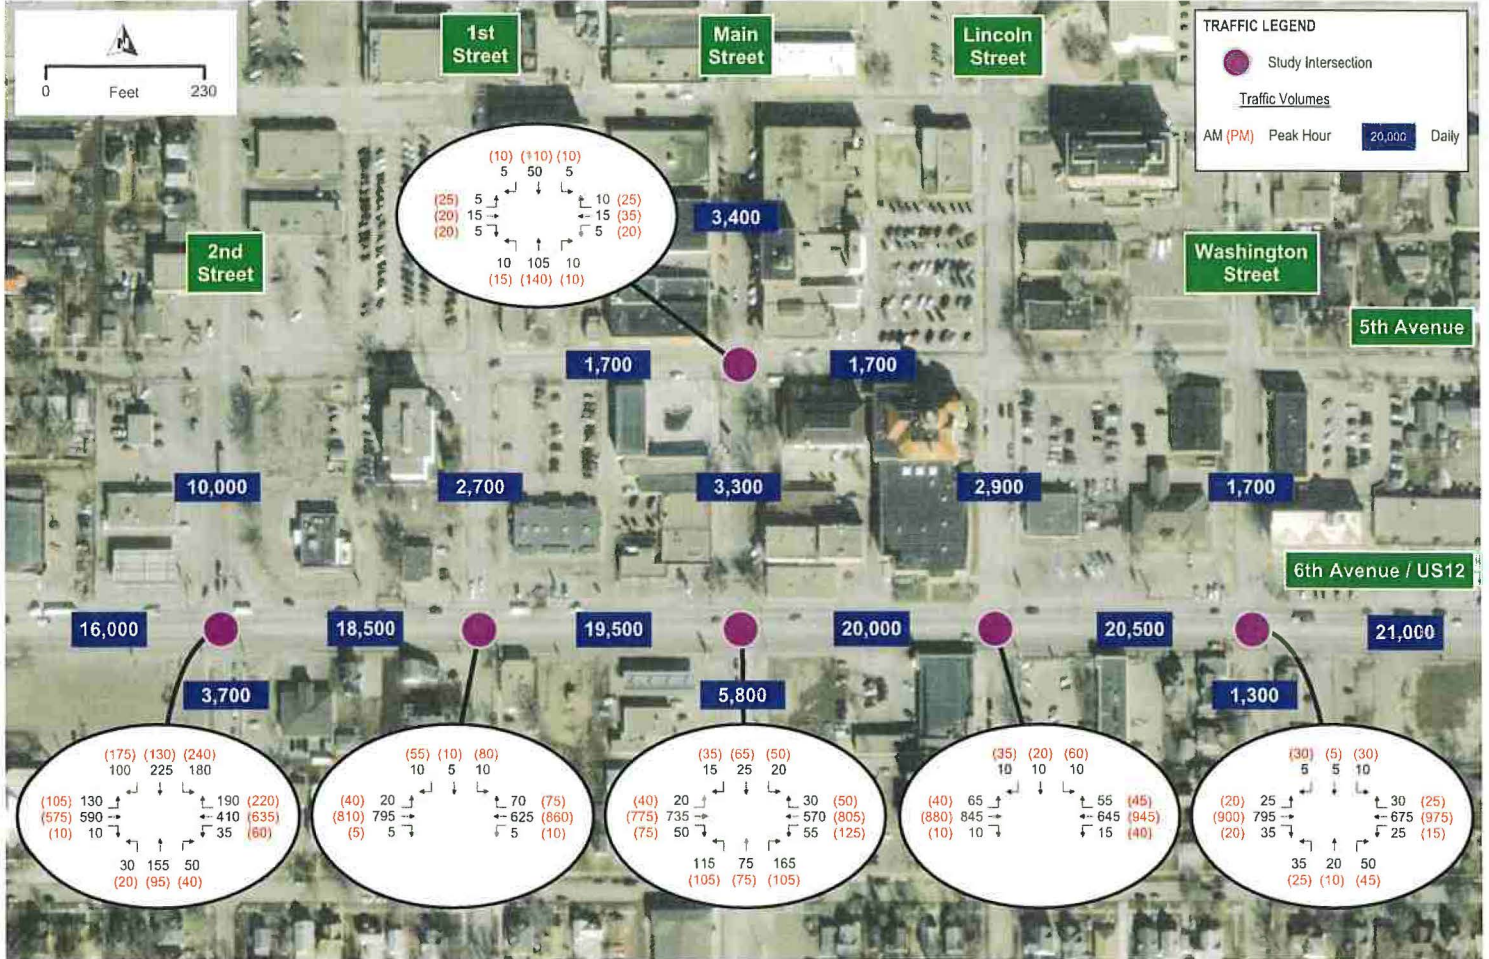 1st
Street
Main
Street
Lincoln
Street
TRAFFIC LEGEND
Study Intersection
Traffic Volumes
AM (PM) Peak Hour 20,000 Daily
N
0 Feet 230
(10) (110) (10)
5 50 5
(25) 5 10 (25)
(20) 15 15 (35)
(20) 5 5 (20)
10 105 10
(15) (140) (10)
3,400
2nd
Street
Washington
Street
5th Avenue
1,700 1,700
10,000 2,700 3,300 2,900 1,700
6th Avenue / US12
16,000 18,500 19,500 20,000 20,500 21,000
3,700 5,800 1,300
(175) (130) (240)
100 225 180
(105) 130 190 (220)
(575) 590 410 (635)
(10) 10 35 (60)
30 155 50
(20) (95) (40)
(55) (10) (80)
10 5 10
(40) 20 70 (75)
(810) 795 625 (860)
(5) 5 5 (10)
(35) (65) (50)
15 25 20
(40) 20 30 (50)
(775) 735 570 (805)
(75) 50 55 (125)
115 75 165
(105) (75) (105)
(35) (20) (60)
10 10 10
(40) 65 55 (45)
(880) 845 645 (945)
(10) 10 15 (40)
(30) (5) (30)
5 5 10
(20) 25 30 (25)
(900) 795 675 (975)
(20) 35 25 (15)
35 20 50
(25) (10) (45)